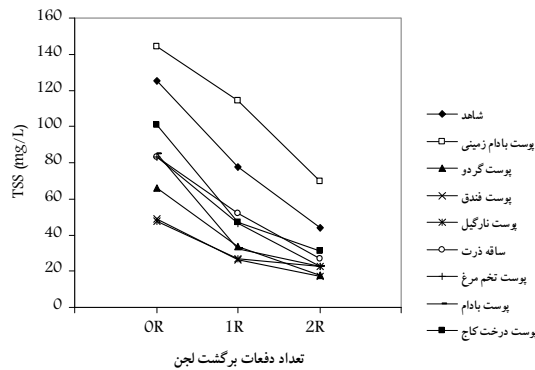 160
140
120
100
80
60
40
20
0
TSS (mg/L)
0R 1R 2R
تعداد دفعات برگشت لجن
شاهد
پوست بادام زمینی
پوست گردو
پوست فندق
پوست نارگیل
ساقه ذرت
پوست تخم مرغ
پوست بادام
پوست درخت کاج